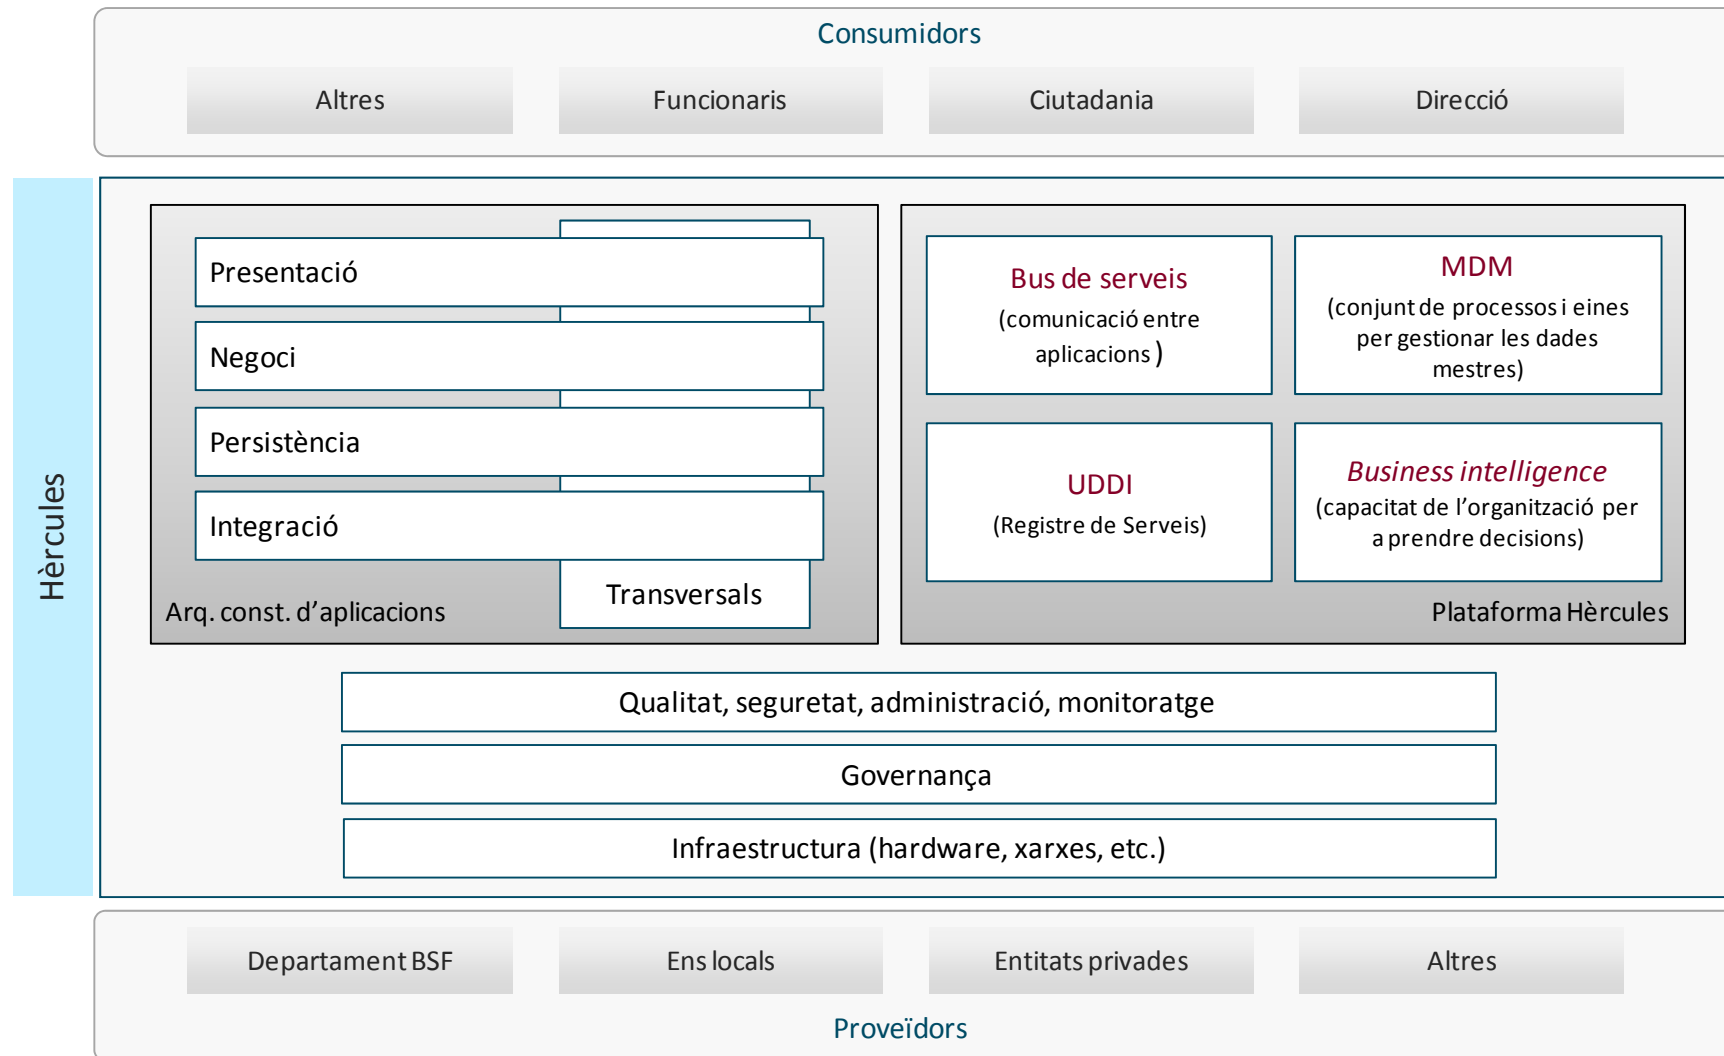 Consumidors
Altres
Funcionaris
Ciutadania
Direcció
Hèrcules
Presentació
Negoci
Persistència
Integració
Transversals
Arq. const. d’aplicacions
Bus de serveis
(comunicació entre
aplicacions )
MDM
(conjunt de processos i eines
per gestionar les dades
mestres)
UDDI
(Registre de Serveis)
Business intelligence
(capacitat de l’organització per
a prendre decisions)
Plataforma Hèrcules
Qualitat, seguretat, administració, monitoratge
Governança
Infraestructura (hardware, xarxes, etc.)
Departament BSF
Ens locals
Entitats privades
Altres
Proveïdors